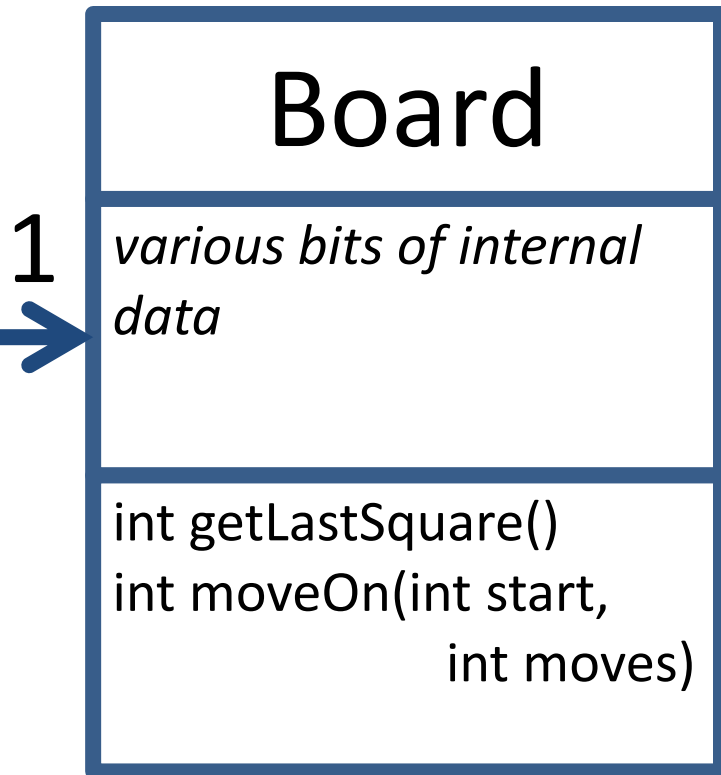 Board
1
various bits of internal
data
int getLastSquare()
int moveOn(int start,
int moves)